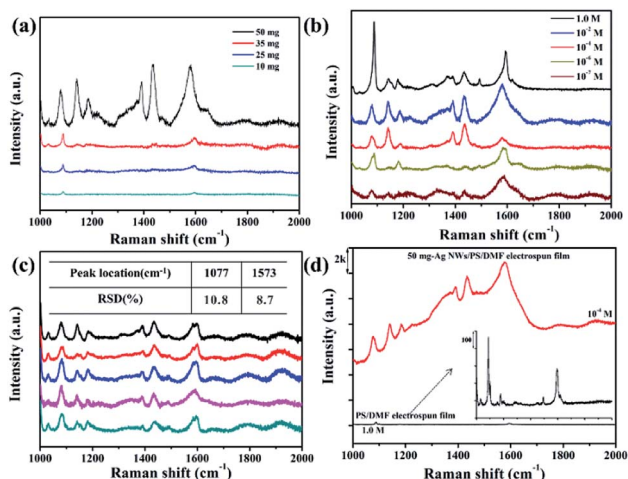 (a)
50 mg
35 mg
25 mg
10 mg
Intensity (a.u.)
1000 1200 1400 1600 1800 2000
Raman shift (cm⁻¹)
(b)
1.0 M
10⁻² M
10⁻⁴ M
10⁻⁶ M
10⁻⁷ M
Intensity (a.u.)
1000 1200 1400 1600 1800 2000
Raman shift (cm⁻¹)
(c)
Peak location(cm⁻¹) 1077 1573
RSD(%) 10.8 8.7
Intensity (a.u.)
1000 1200 1400 1600 1800 2000
Raman shift (cm⁻¹)
(d)
2k
50 mg-Ag NWs/PS/DMF electrospun film
10⁻⁴ M
100
PS/DMF electrospun film
1.0 M
Intensity (a.u.)
1000 1200 1400 1600 1800 2000
Raman shift (cm⁻¹)